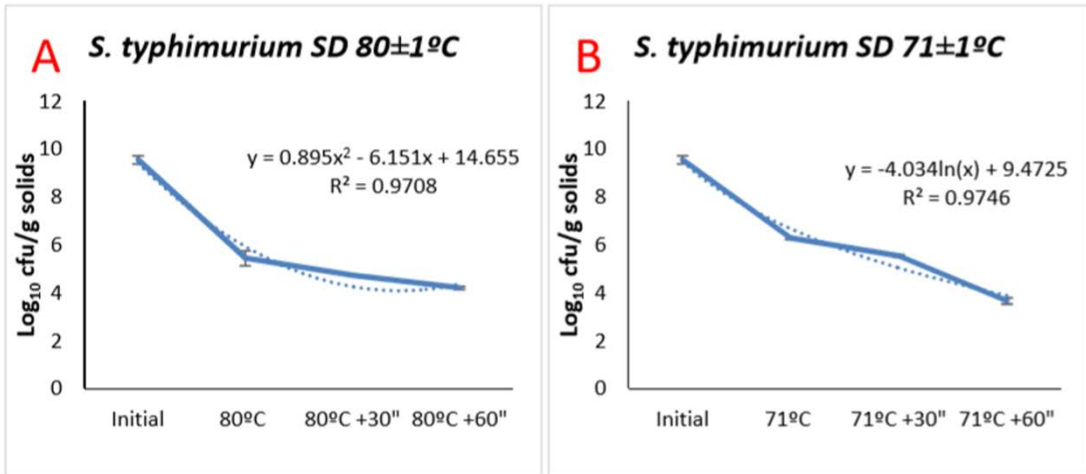 A
S. typhimurium SD 80±1ºC
Log10 cfu/g solids
12
10
8
6
4
2
0
y = 0.895x² - 6.151x + 14.655
R² = 0.9708
Initial 80ºC 80ºC +30" 80ºC +60"
B
S. typhimurium SD 71±1ºC
Log10 cfu/g solids
12
10
8
6
4
2
0
y = -4.034ln(x) + 9.4725
R² = 0.9746
Initial 71ºC 71ºC +30" 71ºC +60"